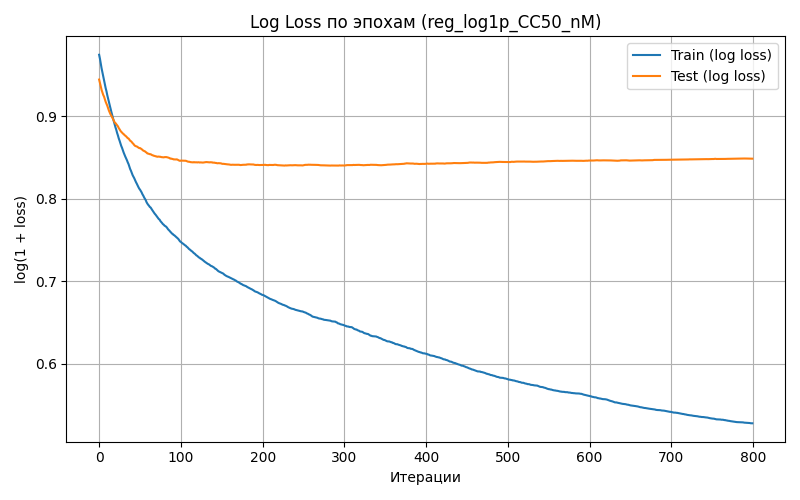 Log Loss по эпохам (reg_log1p_CC50_nM)
Train (log loss)
Test (log loss)
log(1 + loss)
0.9
0.8
0.7
0.6
0 100 200 300 400 500 600 700 800
Итерации